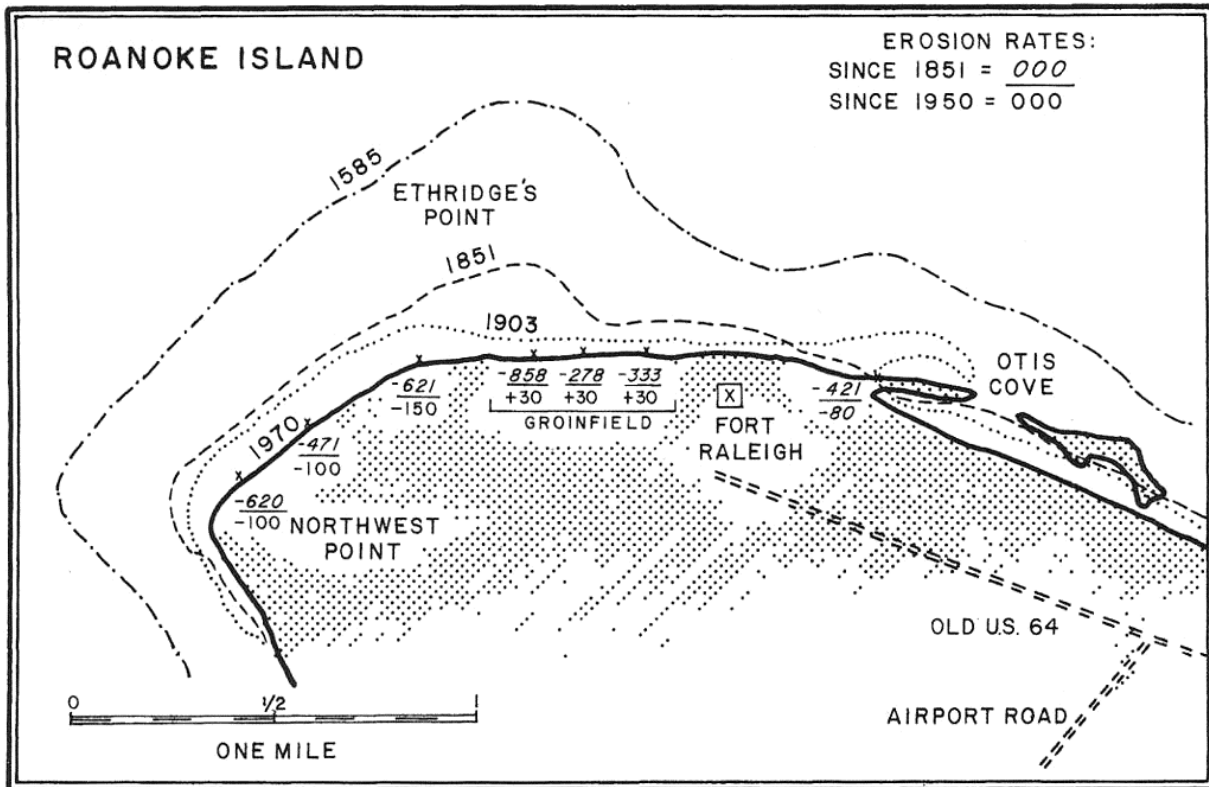 ROANOKE ISLAND
EROSION RATES:
SINCE 1851 = 000
SINCE 1950 = 000
1585
ETHRIDGE'S
POINT
1851
1903
OTIS
COVE
-621
-150
-858
+30
-278
+30
-333
+30
GROINFIELD
X
FORT
RALEIGH
-421
-80
1970
-471
-100
-620
-100
NORTHWEST
POINT
OLD U.S. 64
AIRPORT ROAD
0 1/2 1
ONE MILE